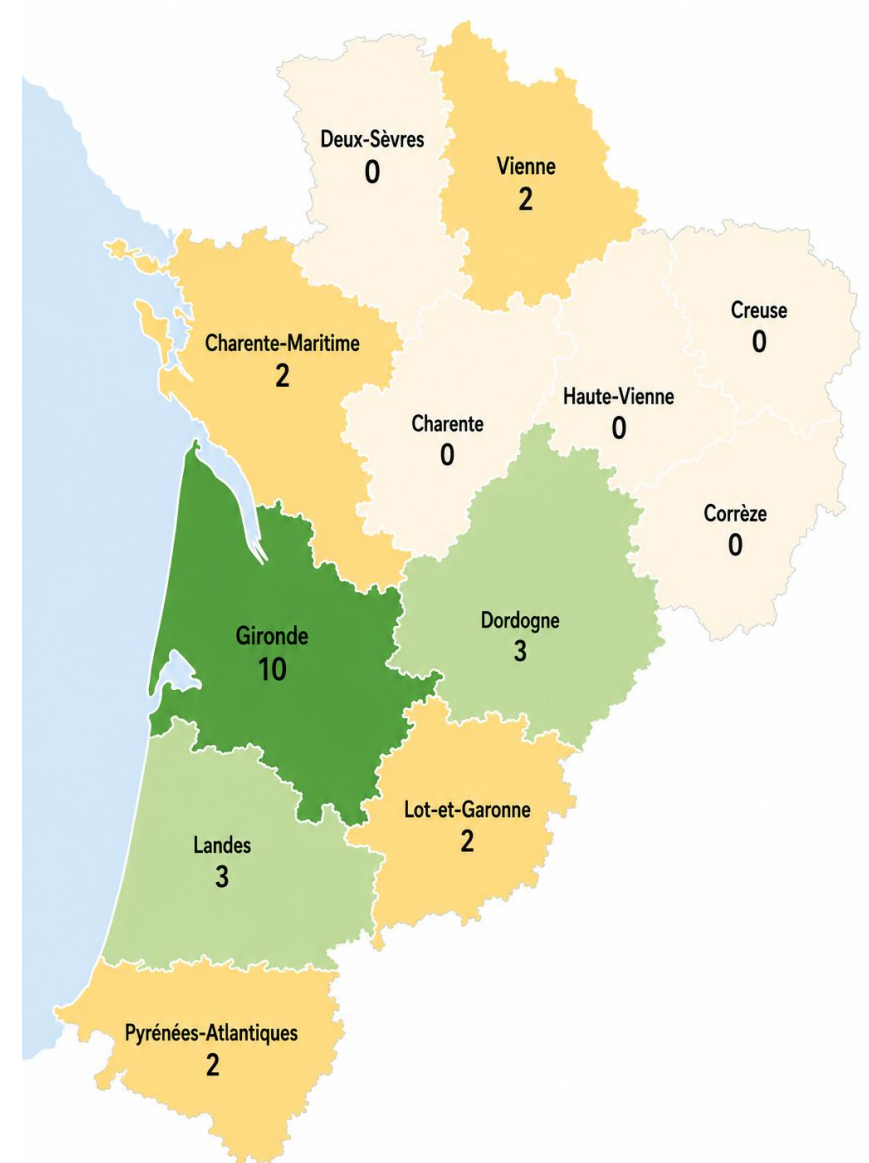 Deux-Sèvres
0
Vienne
2
Creuse
0
Charente-Maritime
2
Haute-Vienne
0
Charente
0
Corrèze
0
Gironde
10
Dordogne
3
Lot-et-Garonne
2
Landes
3
Pyrénées-Atlantiques
2